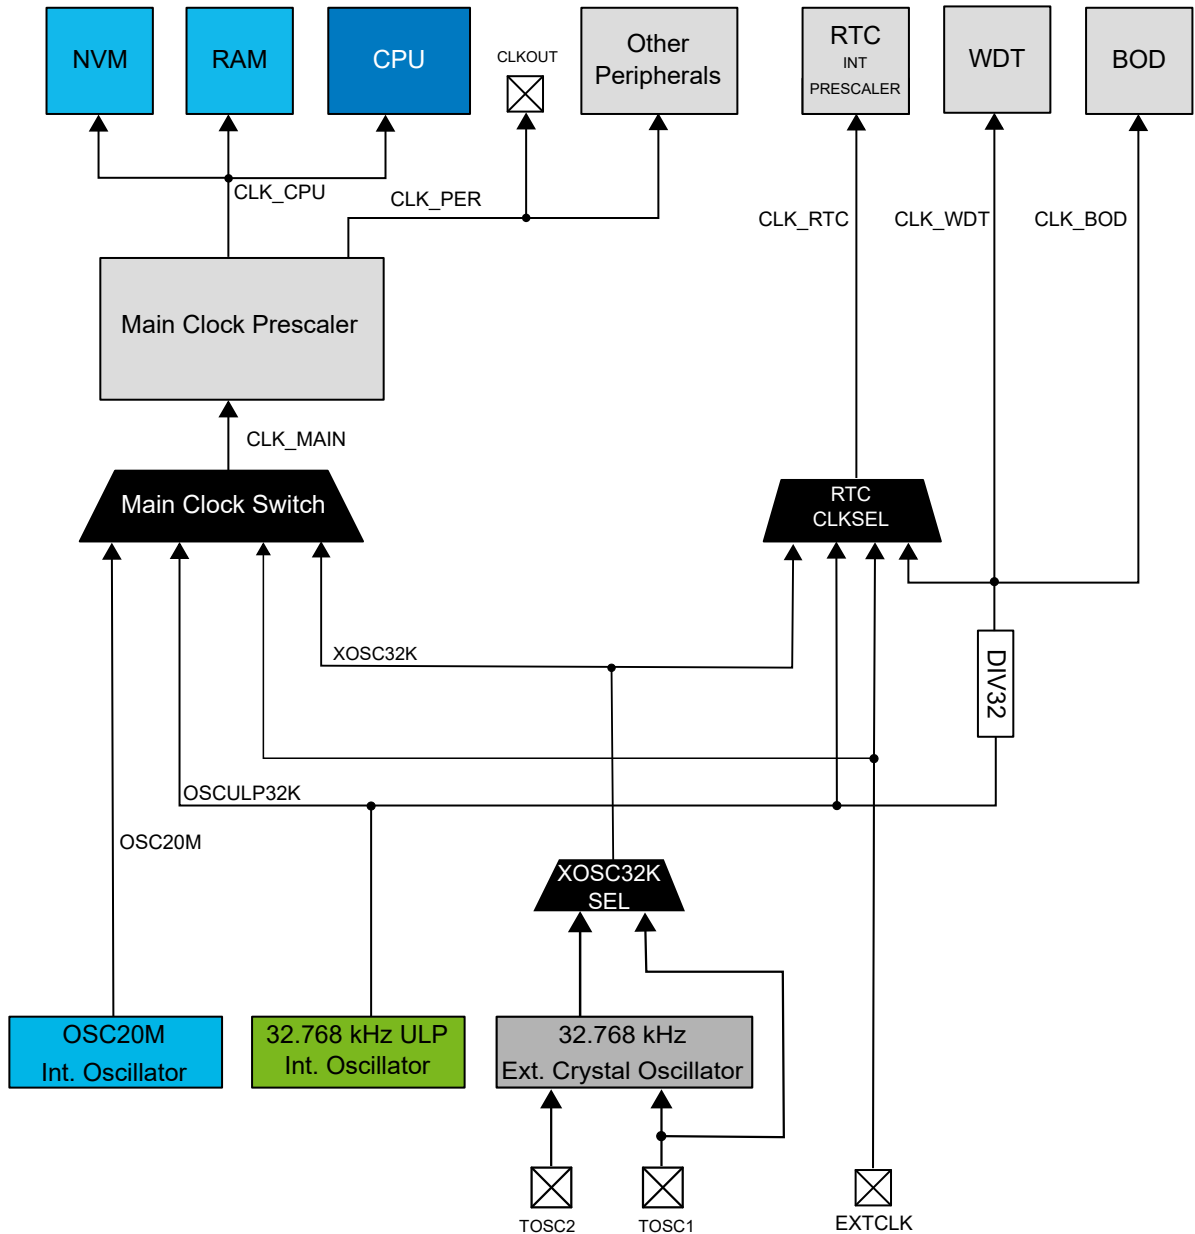 NVM
RAM
CPU
CLKOUT
Other
Peripherals
RTC
INT
PRESCALER
WDT
BOD
CLK_CPU
CLK_PER
CLK_RTC
CLK_WDT
CLK_BOD
Main Clock Prescaler
CLK_MAIN
Main Clock Switch
RTC
CLKSEL
XOSC32K
DIV32
OSCULP32K
OSC20M
XOSC32K
SEL
OSC20M
Int. Oscillator
32.768 kHz ULP
Int. Oscillator
32.768 kHz
Ext. Crystal Oscillator
TOSC2
TOSC1
EXTCLK